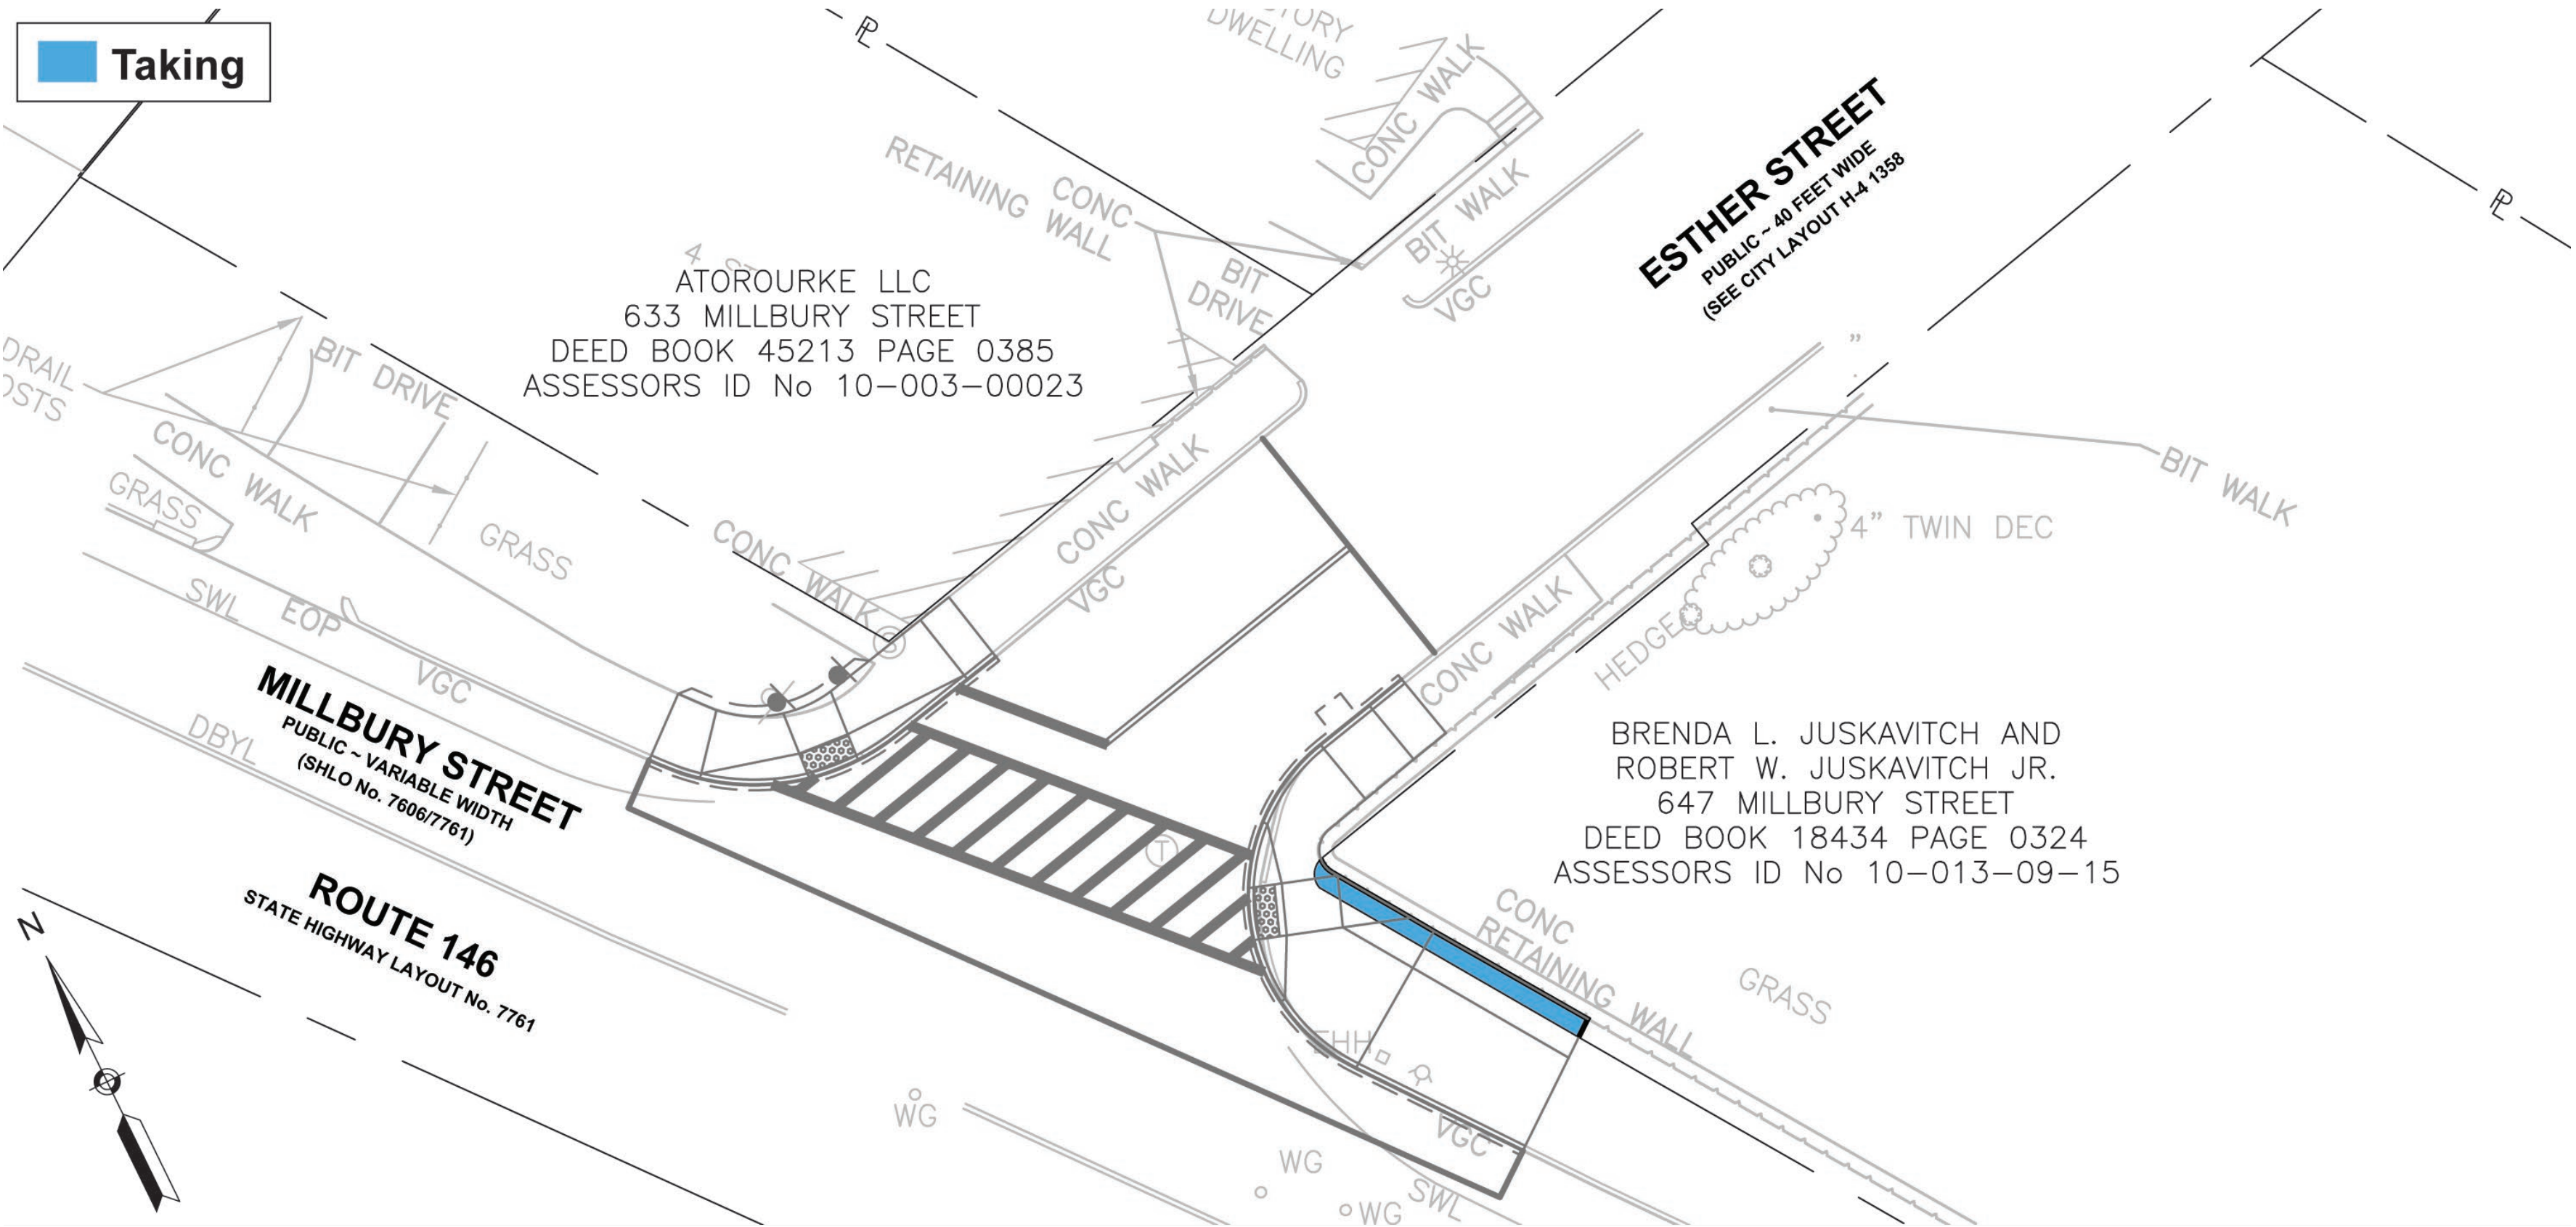 Taking
DWELLING
CONC WALK
RETAINING WALL
CONC
BIT WALK
BIT
DRIVE
VGC
ESTHER STREET
PUBLIC ~ 40 FEET WIDE
(SEE CITY LAYOUT H-4 1358
ATOROURKE LLC
633 MILLBURY STREET
DEED BOOK 45213 PAGE 0385
ASSESSORS ID No 10-003-00023
BIT DRIVE
CONC WALK
GRASS
GRASS
CONC WALK
CONC WALK
VGC
BIT WALK
4" TWIN DEC
HEDGE
CONC WALK
SWL
EOP
VGC
DBYL
MILLBURY STREET
PUBLIC ~ VARIABLE WIDTH
(SHLO No. 7606/7761)
ROUTE 146
STATE HIGHWAY LAYOUT No. 7761
N
S
T
BRENDA L. JUSKAVITCH AND
ROBERT W. JUSKAVITCH JR.
647 MILLBURY STREET
DEED BOOK 18434 PAGE 0324
ASSESSORS ID No 10-013-09-15
CONC
RETAINING WALL
GRASS
EHH
VGC
WG
WG
WG
SWL